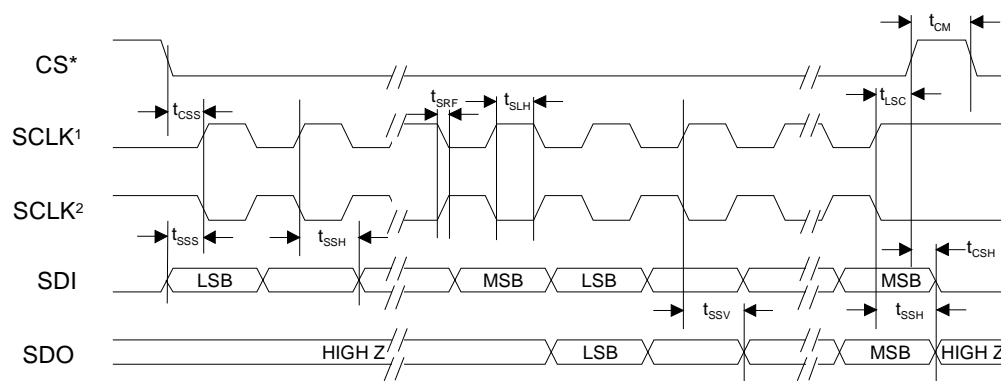 t_CM
CS*
t_CSS t_SRF t_SLH t_LSC
SCLK¹
SCLK²
t_SSS t_SSH t_CSH
SDI LSB MSB LSB MSB
t_SSV t_SSH
SDO HIGH Z LSB MSB HIGH Z